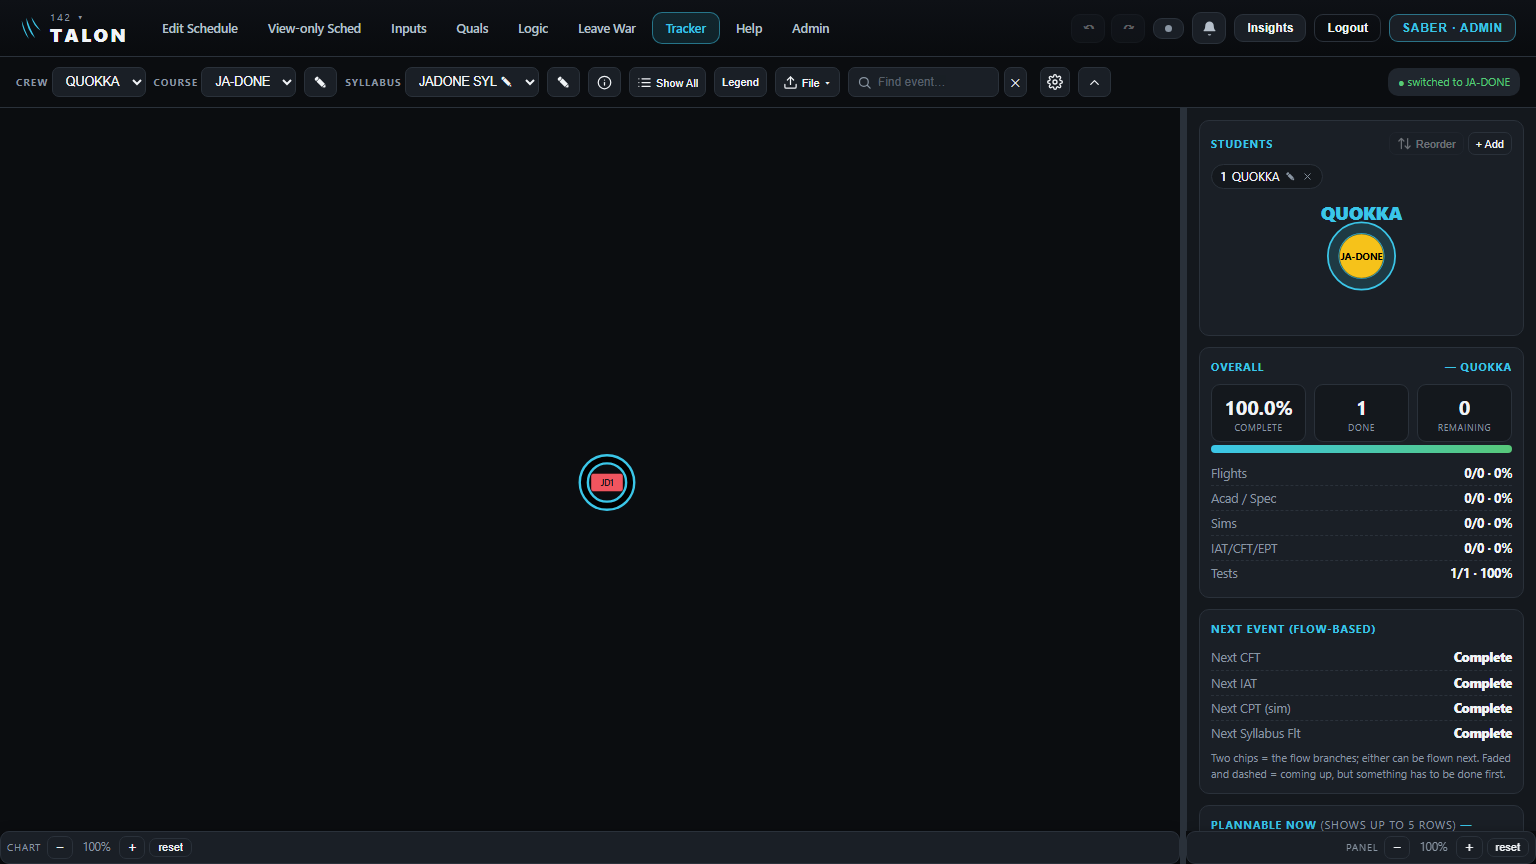 142
TALON
Edit Schedule
View-only Sched
Inputs
Quals
Logic
Leave War
Tracker
Help
Admin
Insights
Logout
SABER · ADMIN
CREW
QUOKKA
COURSE
JA-DONE
SYLLABUS
JADONE SYL
Show All
Legend
File
Find event...
switched to JA-DONE
JD1
STUDENTS
Reorder
+ Add
1 QUOKKA
QUOKKA
JA-DONE
OVERALL
— QUOKKA
100.0%
COMPLETE
1
DONE
0
REMAINING
Flights 0/0 · 0%
Acad / Spec 0/0 · 0%
Sims 0/0 · 0%
IAT/CFT/EPT 0/0 · 0%
Tests 1/1 · 100%
NEXT EVENT (FLOW-BASED)
Next CFT Complete
Next IAT Complete
Next CPT (sim) Complete
Next Syllabus Flt Complete
Two chips = the flow branches; either can be flown next. Faded
and dashed = coming up, but something has to be done first.
PLANNABLE NOW (SHOWS UP TO 5 ROWS) —
CHART − 100% + reset
PANEL − 100% + reset